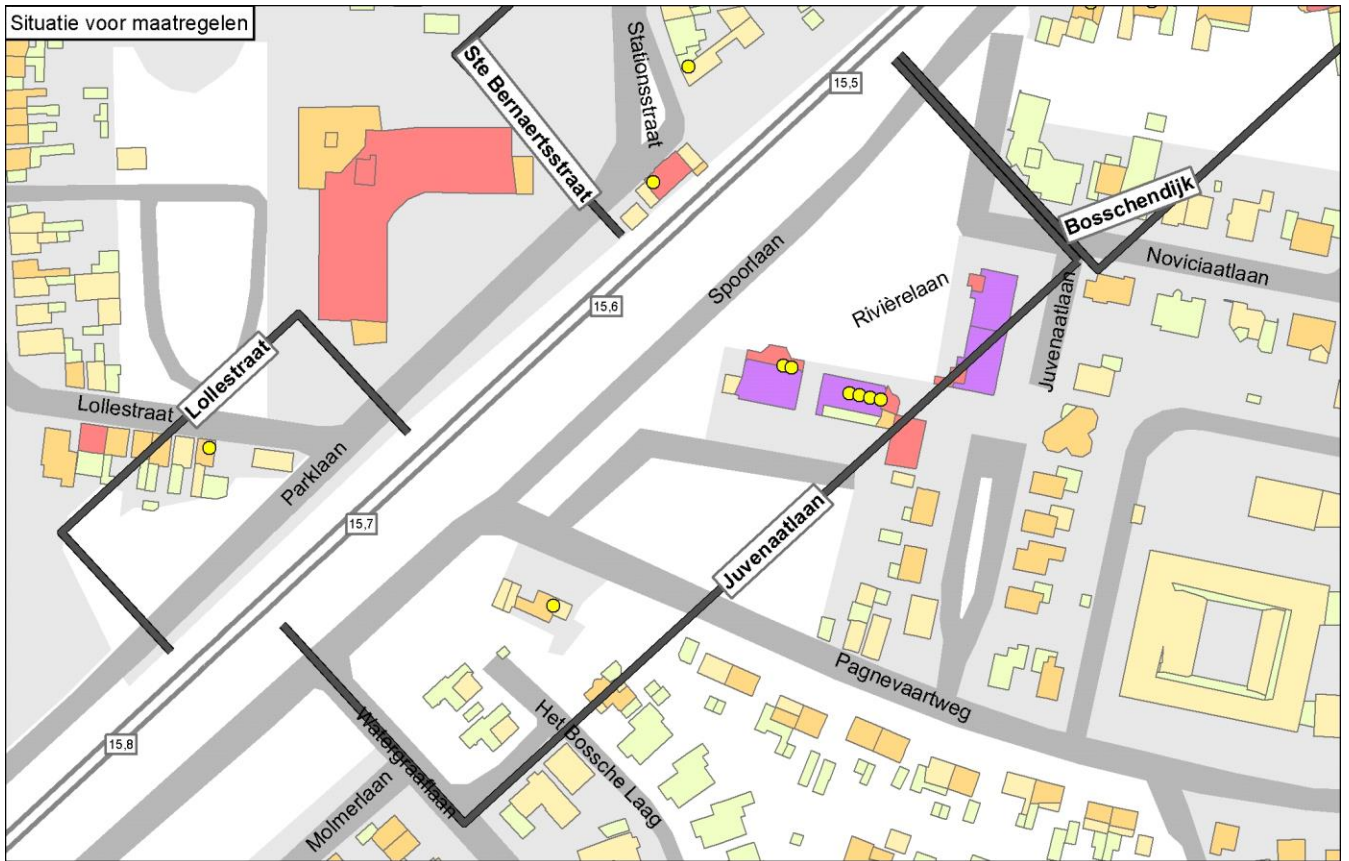 Situatie voor maatregelen
Ste Bernaertsstraat
Stationsstraat
15,5
Bosschendijk
Noviciaatlaan
Spoorlaan
Rivièrelaan
Juvenaatlaan
15,6
Lollestraat
Lollestraat
Parklaan
15,7
Juvenaatlaan
Pagnevaartweg
15,8
Watergraaflaan
Het Bossche Laag
Molmerlaan